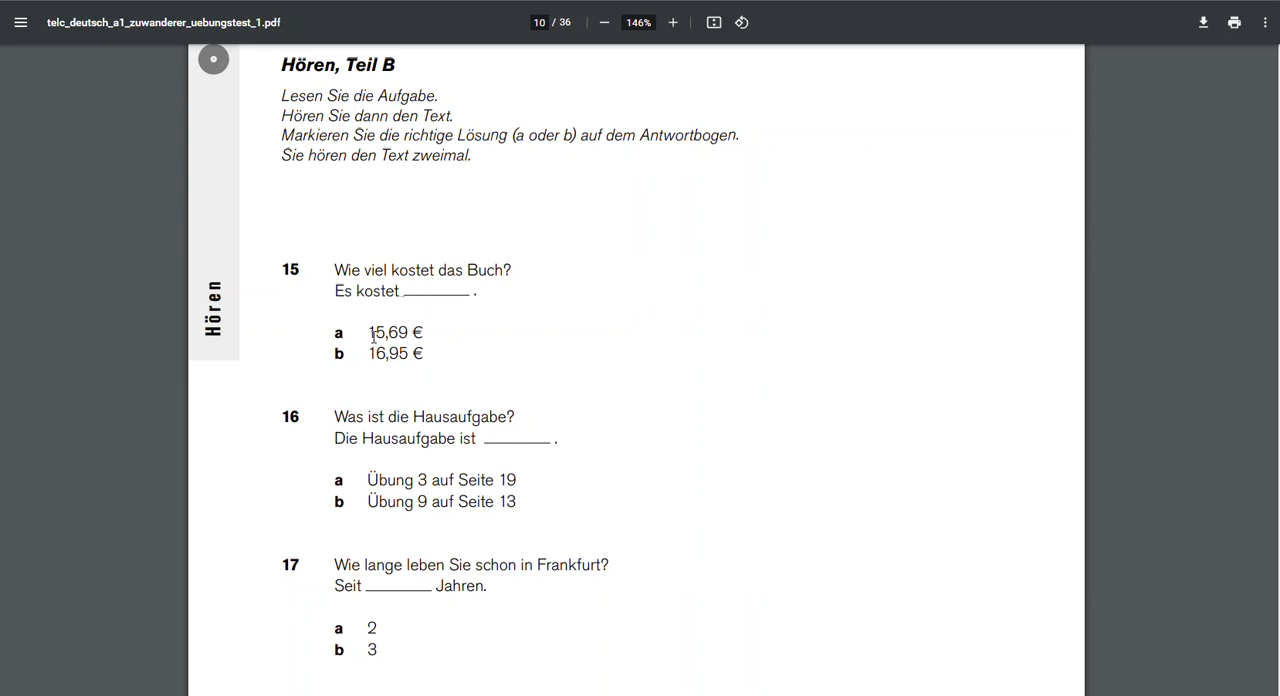 telc_deutsch_a1_zuwanderer_uebungstest_1.pdf
10 / 36
146%
Hören, Teil B
Lesen Sie die Aufgabe.
Hören Sie dann den Text.
Markieren Sie die richtige Lösung (a oder b) auf dem Antwortbogen.
Sie hören den Text zweimal.
Hören
15 Wie viel kostet das Buch?
Es kostet ________ .
a 15,69 €
b 16,95 €
16 Was ist die Hausaufgabe?
Die Hausaufgabe ist ________ .
a Übung 3 auf Seite 19
b Übung 9 auf Seite 13
17 Wie lange leben Sie schon in Frankfurt?
Seit ________ Jahren.
a 2
b 3